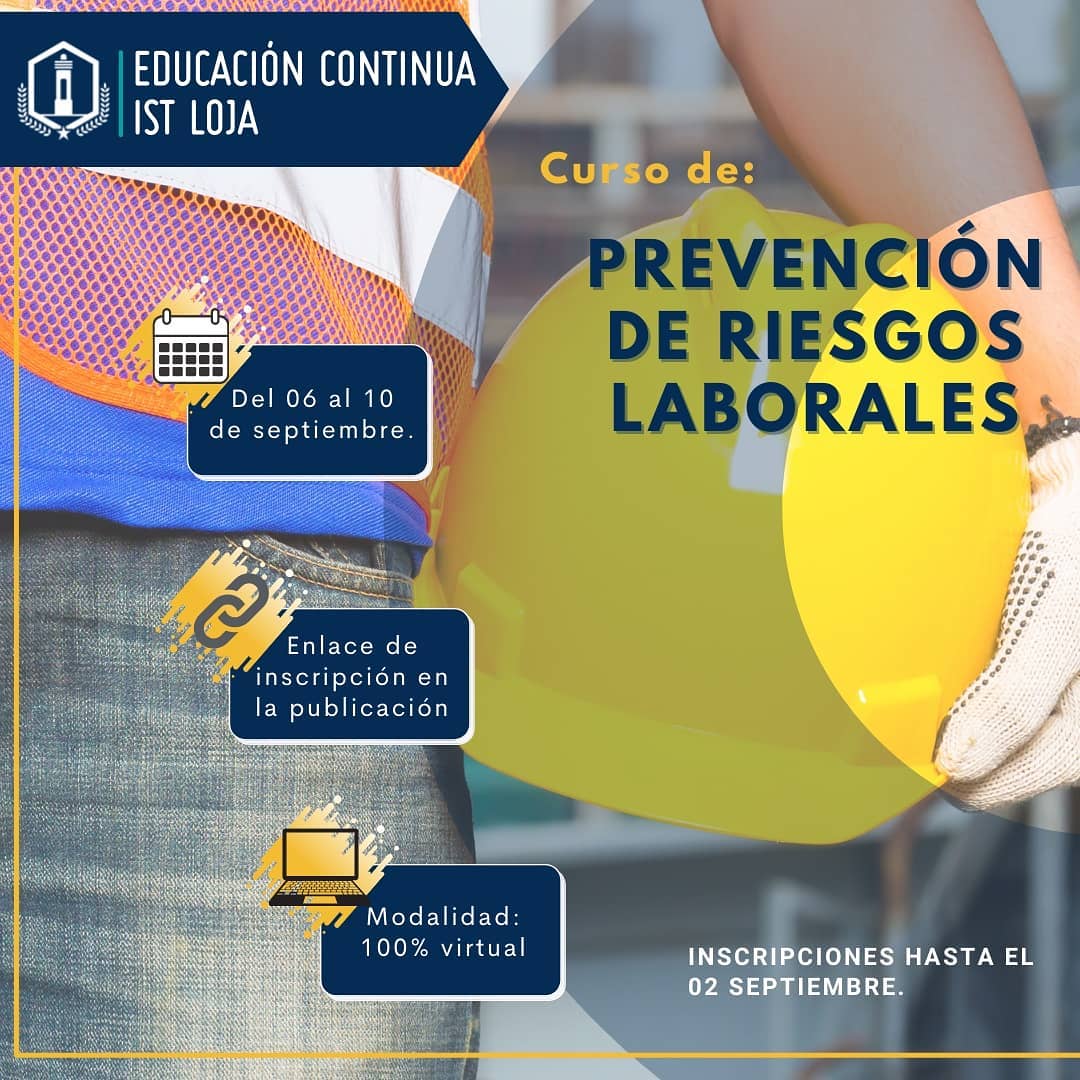 EDUCACIÓN CONTINUA
IST LOJA
Curso de:
PREVENCIÓN
DE RIESGOS
LABORALES
Del 06 al 10
de septiembre.
Enlace de
inscripción en
la publicación
Modalidad:
100% virtual
INSCRIPCIONES HASTA EL
02 SEPTIEMBRE.